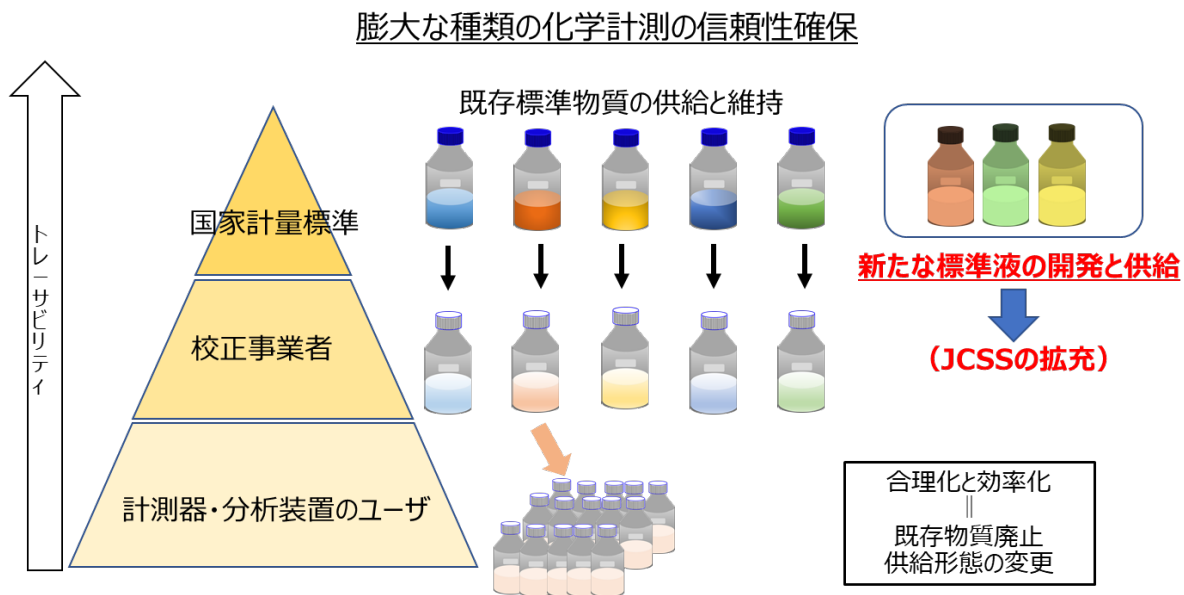 膨大な種類の化学計測の信頼性確保
トレーサビリティ
国家計量標準
校正事業者
計測器・分析装置のユーザ
既存標準物質の供給と維持
新たな標準液の開発と供給
（JCSSの拡充）
合理化と効率化
＝
既存物質廃止
供給形態の変更